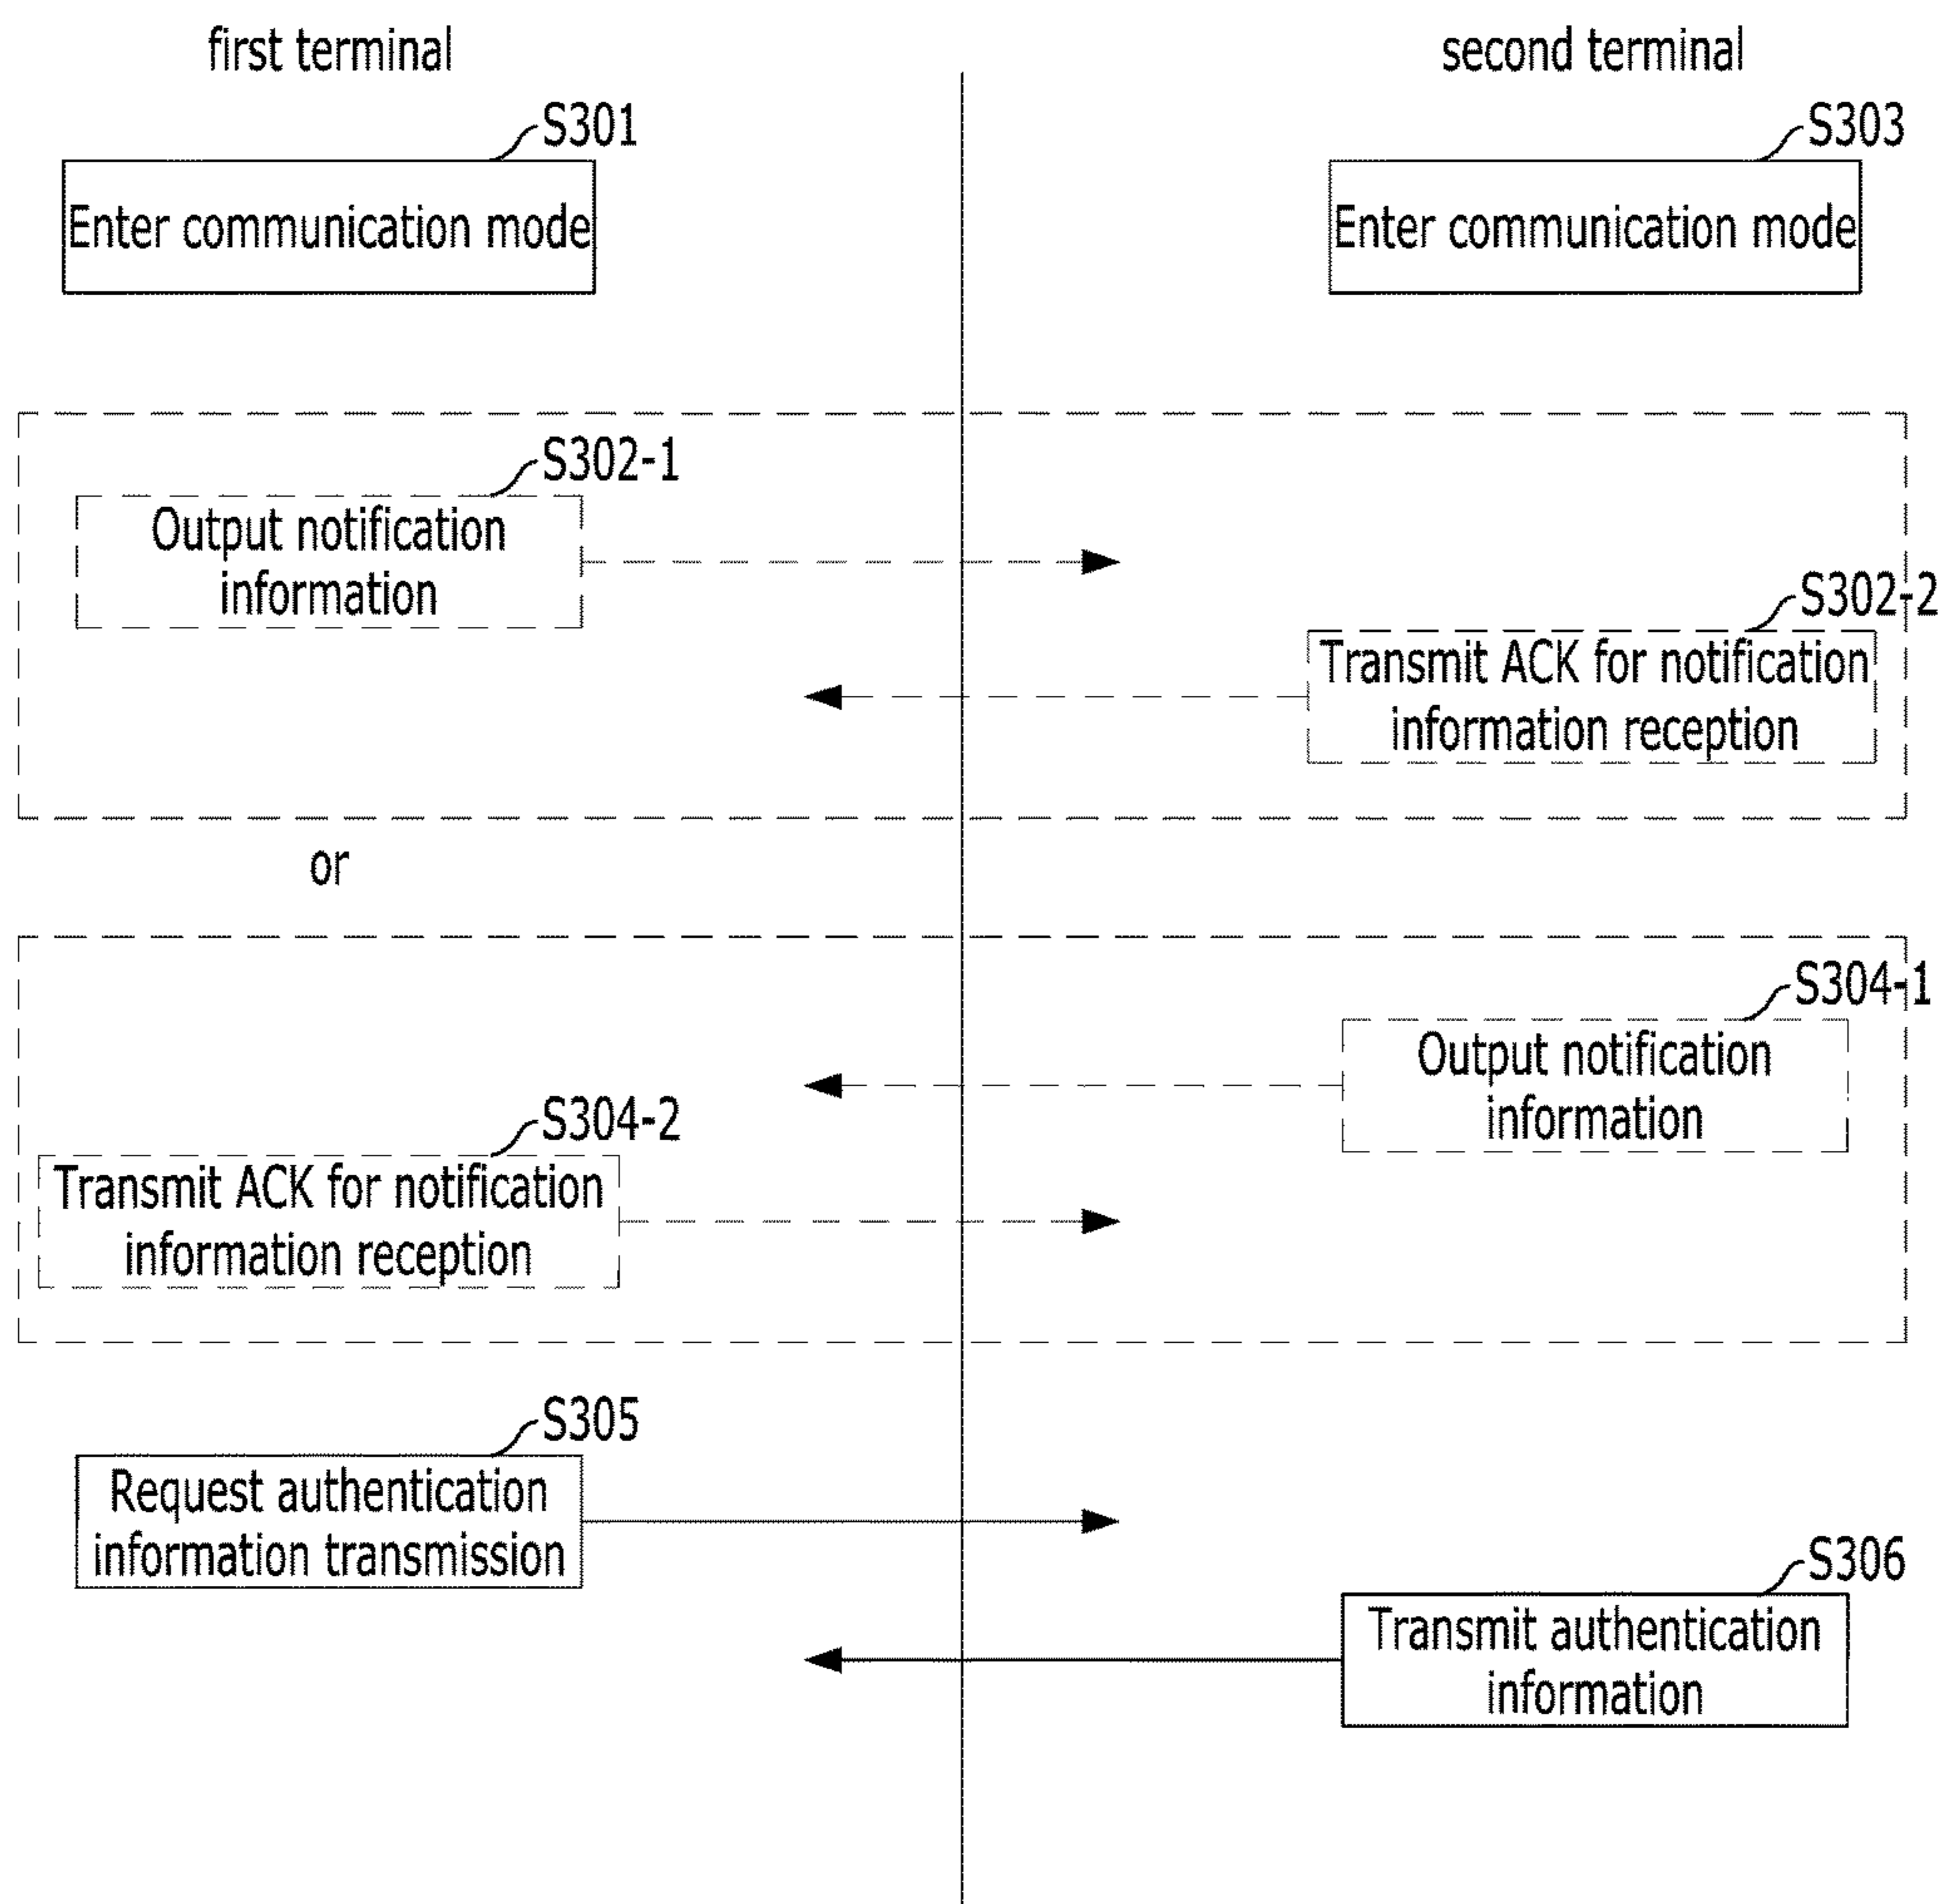 first terminal
second terminal
S301
S303
Enter communication mode
Enter communication mode
S302-1
Output notification
information
S302-2
Transmit ACK for notification
information reception
or
S304-1
Output notification
information
S304-2
Transmit ACK for notification
information reception
S305
Request authentication
information transmission
S306
Transmit authentication
information